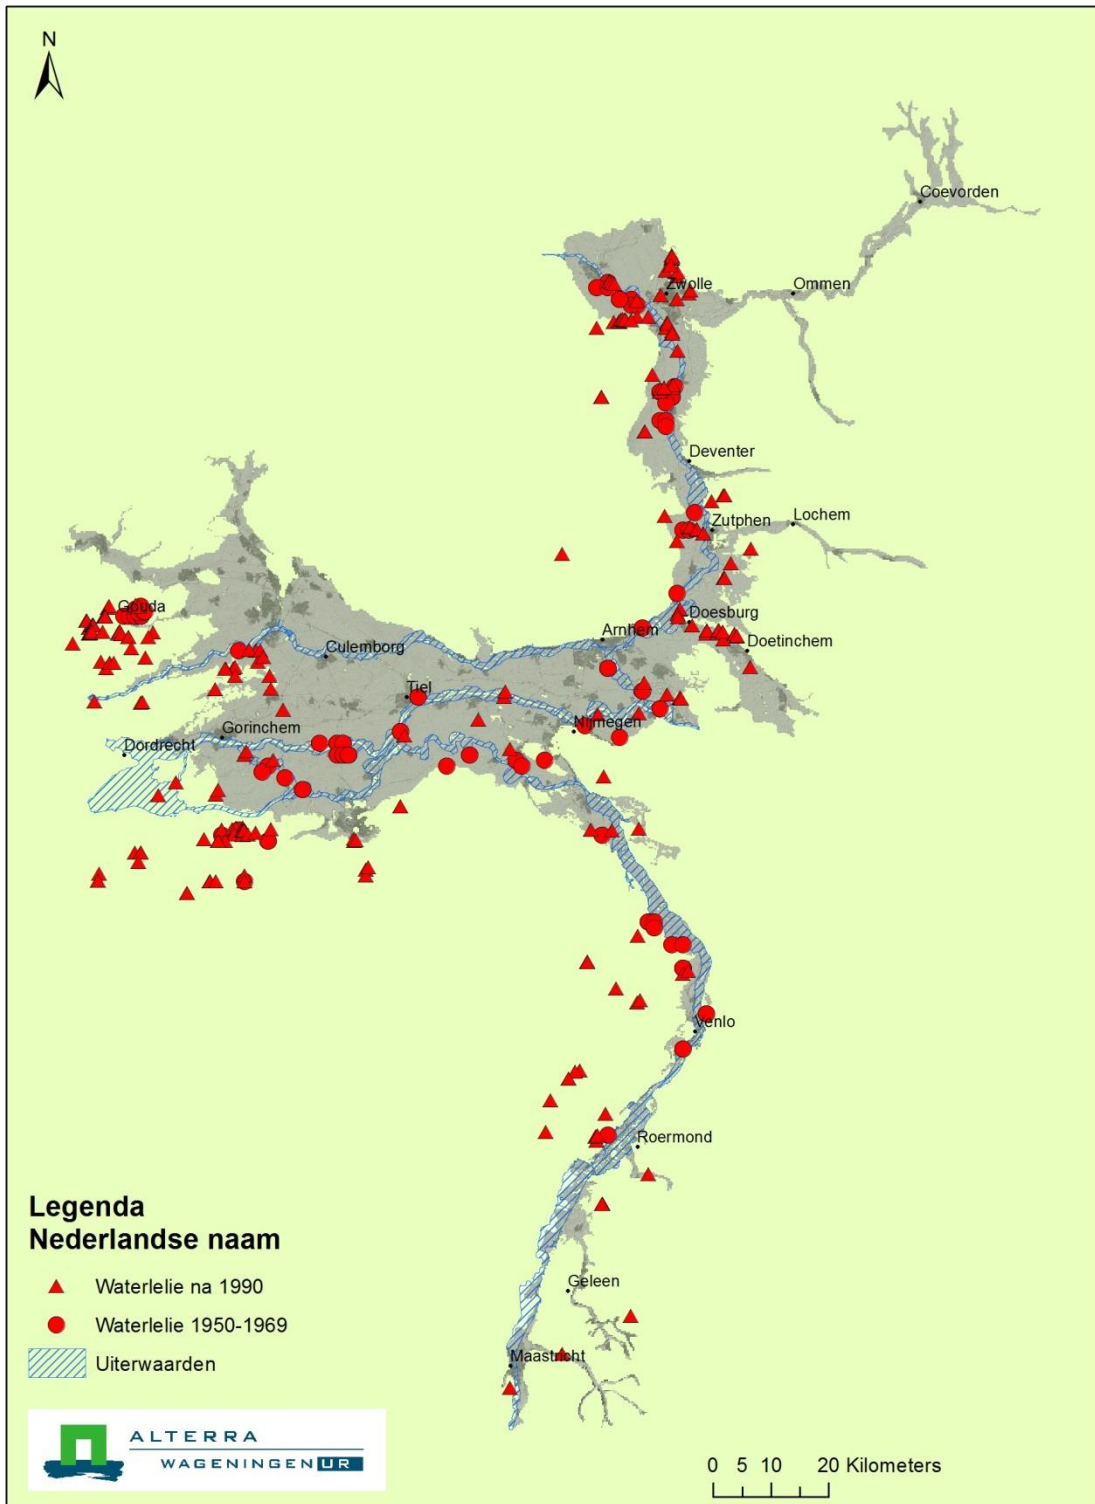 N
Coevorden
Zwolle
Ommen
Deventer
Zutphen
Lochem
Gouda
Doesburg
Arnhem
Doetinchem
Culemborg
Tiel
Gorinchem
Nijmegen
Dordrecht
Venlo
Roermond
Legenda
Nederlandse naam
Waterlelie na 1990
Geleen
Waterlelie 1950-1969
Uiterwaarden
Maastricht
ALTERRA
WAGENINGEN UR
0 5 10 20 Kilometers